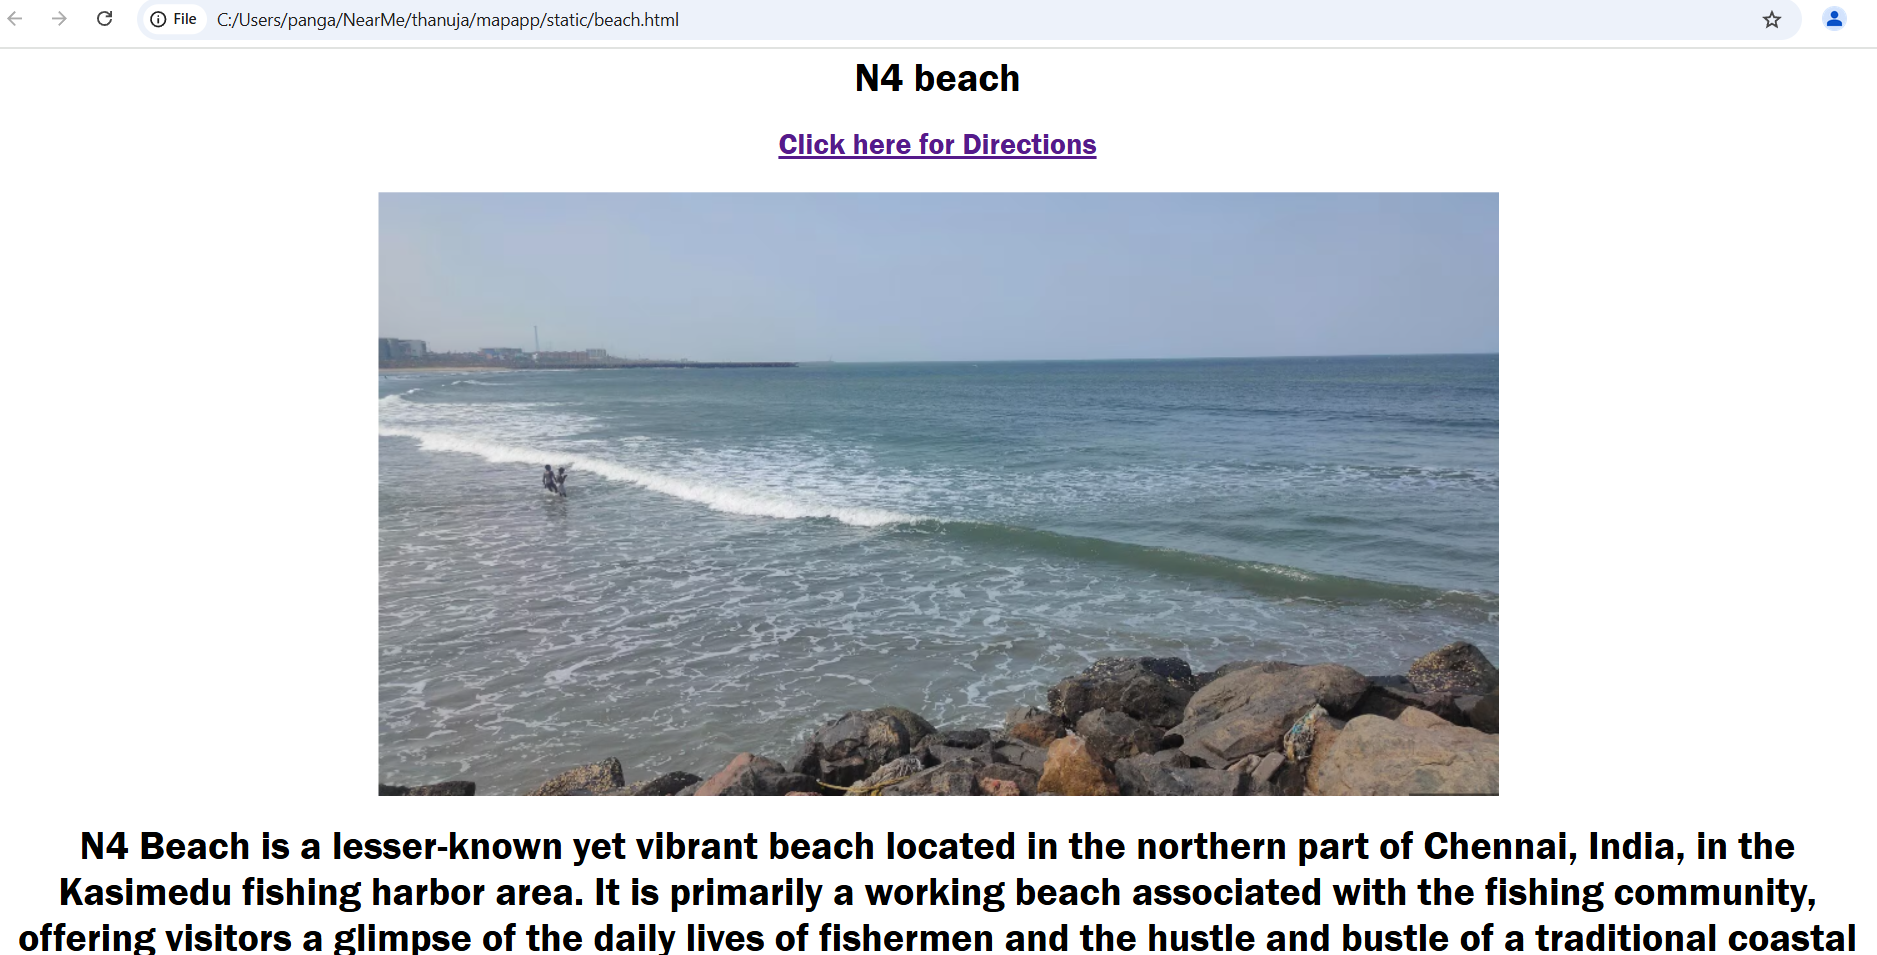 File C:/Users/panga/NearMe/thanuja/mapapp/static/beach.html
N4 beach
Click here for Directions
N4 Beach is a lesser-known yet vibrant beach located in the northern part of Chennai, India, in the
Kasimedu fishing harbor area. It is primarily a working beach associated with the fishing community,
offering visitors a glimpse of the daily lives of fishermen and the hustle and bustle of a traditional coastal